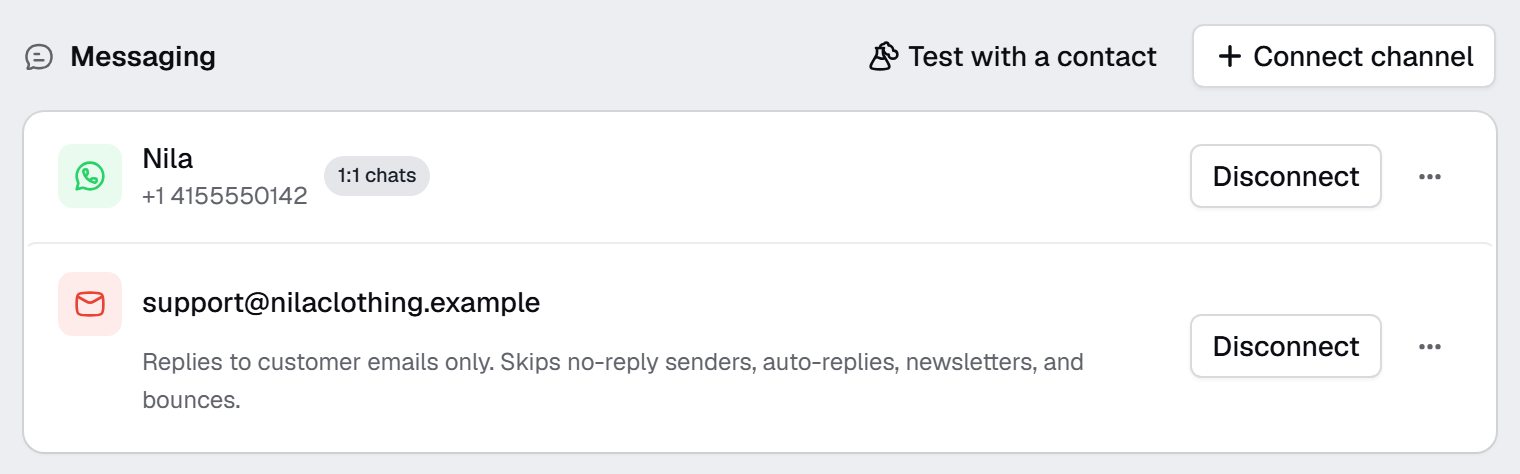 Messaging
Test with a contact
+ Connect channel
Nila
+1 4155550142
1:1 chats
Disconnect
support@nilaclothing.example
Replies to customer emails only. Skips no-reply senders, auto-replies, newsletters, and
bounces.
Disconnect